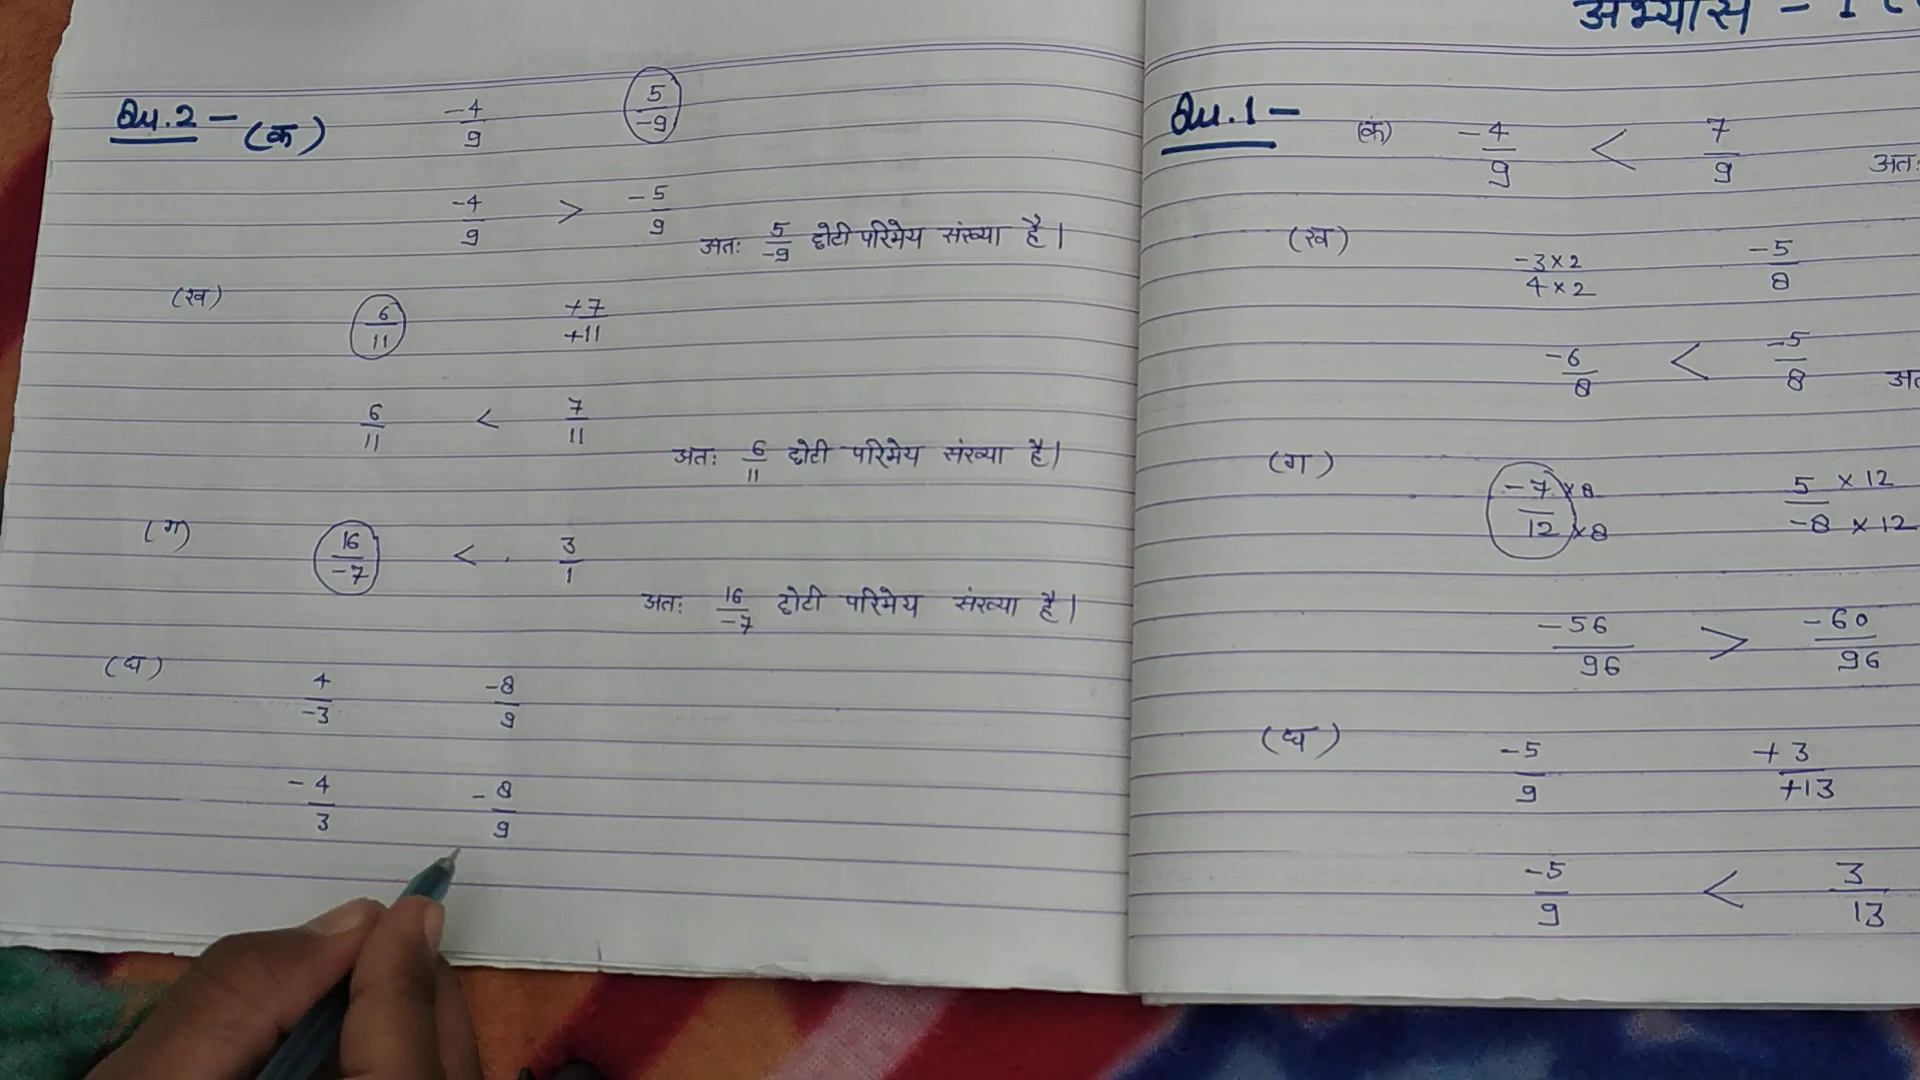 Qu.2 - (क) -4/9 5/-9
-4/9 > -5/9
अतः 5/-9 छोटी परिमेय संख्या है।
(ख) 6/11 +7/+11
6/11 < 7/11
अतः 6/11 छोटी परिमेय संख्या है।
(ग) 16/-7 < 3/1
अतः 16/-7 छोटी परिमेय संख्या है।
(घ) 4/-3 -8/9
-4/3 -8/9
अभ्यास - 1
Qu.1 - (क) -4/9 < 7/9 अतः
(ख) -3×2/4×2 -5/8
-6/8 < -5/8
(ग) -7×8/12×8 5×12/-8×12
-56/96 > -60/96
(घ) -5/9 +3/+13
-5/9 < 3/13